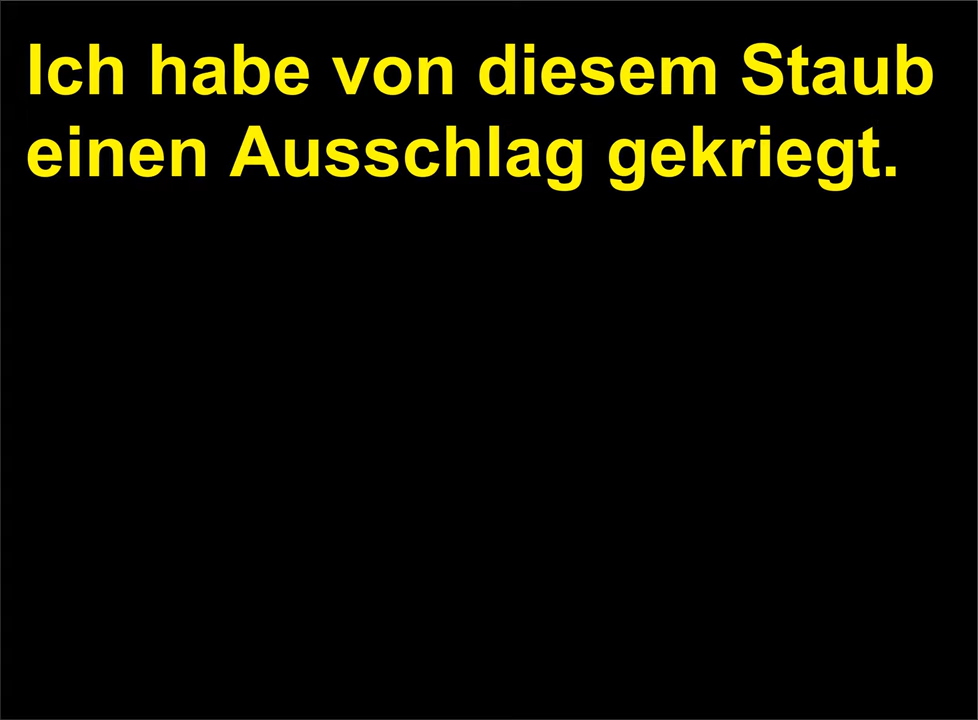 Ich habe von diesem Staub
einen Ausschlag gekriegt.